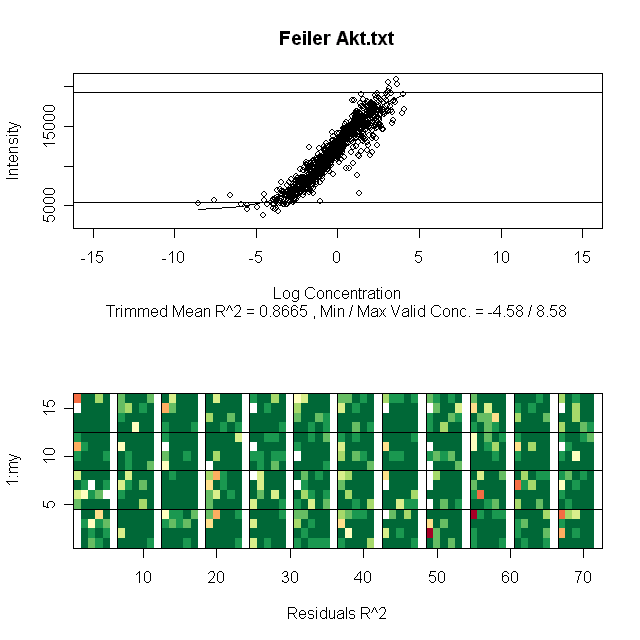 Feiler Akt.txt
Intensity
5000 15000
-15 -10 -5 0 5 10 15
Log Concentration
Trimmed Mean R^2 = 0.8665 , Min / Max Valid Conc. = -4.58 / 8.58
1:my
5 10 15
10 20 30 40 50 60 70
Residuals R^2